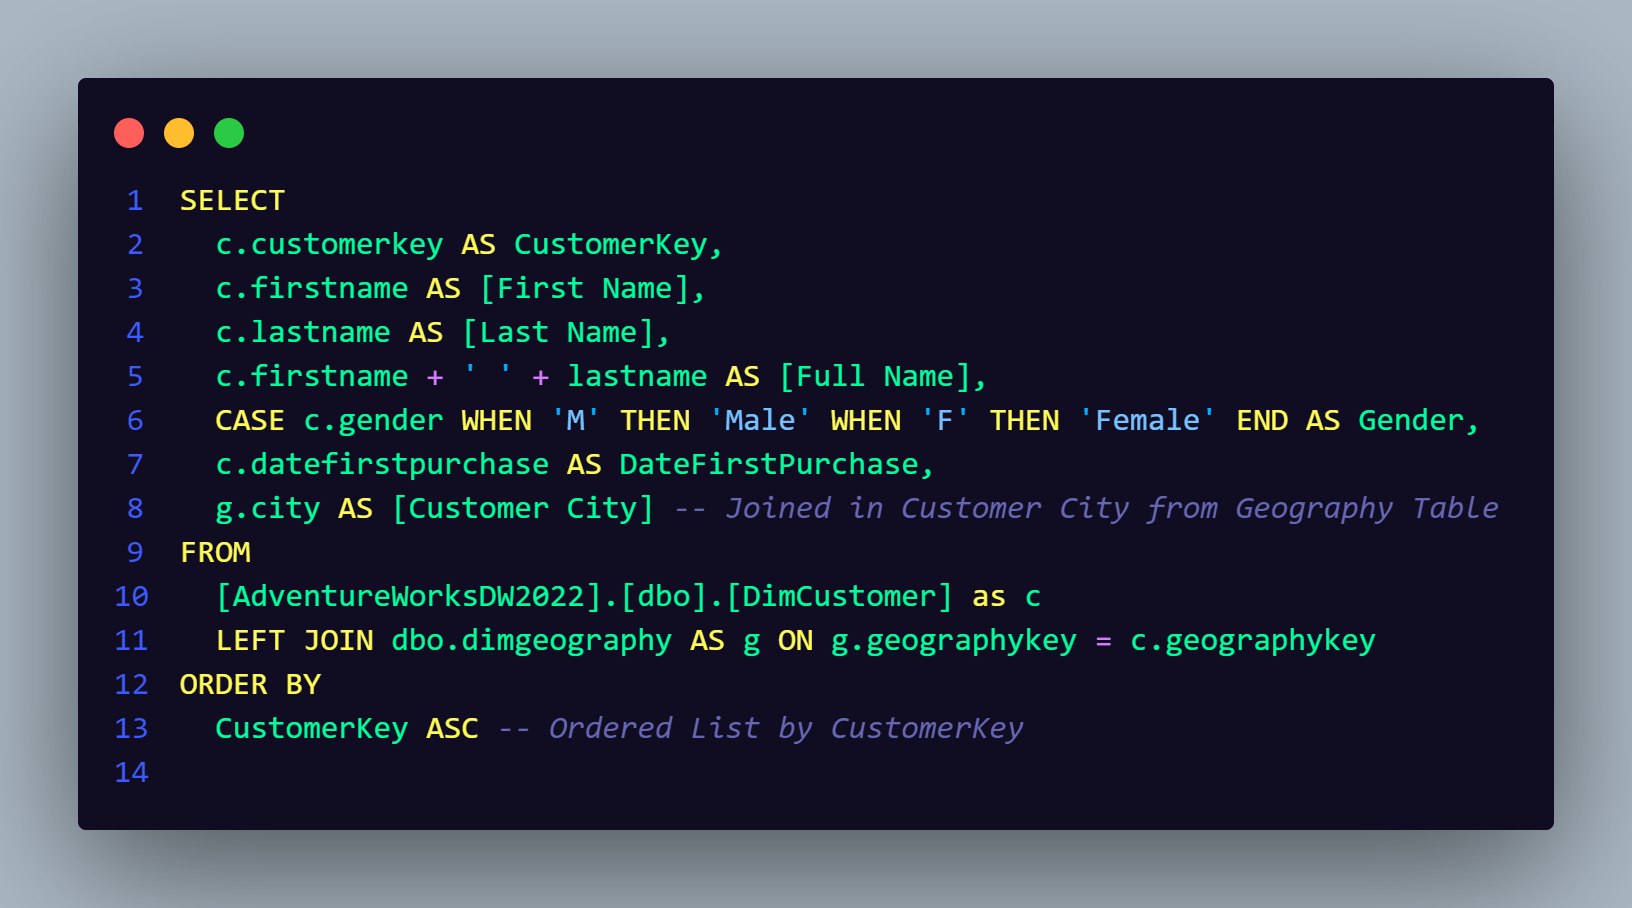 1 SELECT
2   c.customerkey AS CustomerKey,
3   c.firstname AS [First Name],
4   c.lastname AS [Last Name],
5   c.firstname + ' ' + lastname AS [Full Name],
6   CASE c.gender WHEN 'M' THEN 'Male' WHEN 'F' THEN 'Female' END AS Gender,
7   c.datefirstpurchase AS DateFirstPurchase,
8   g.city AS [Customer City] -- Joined in Customer City from Geography Table
9 FROM
10   [AdventureWorksDW2022].[dbo].[DimCustomer] as c
11   LEFT JOIN dbo.dimgeography AS g ON g.geographykey = c.geographykey
12 ORDER BY
13   CustomerKey ASC -- Ordered List by CustomerKey
14